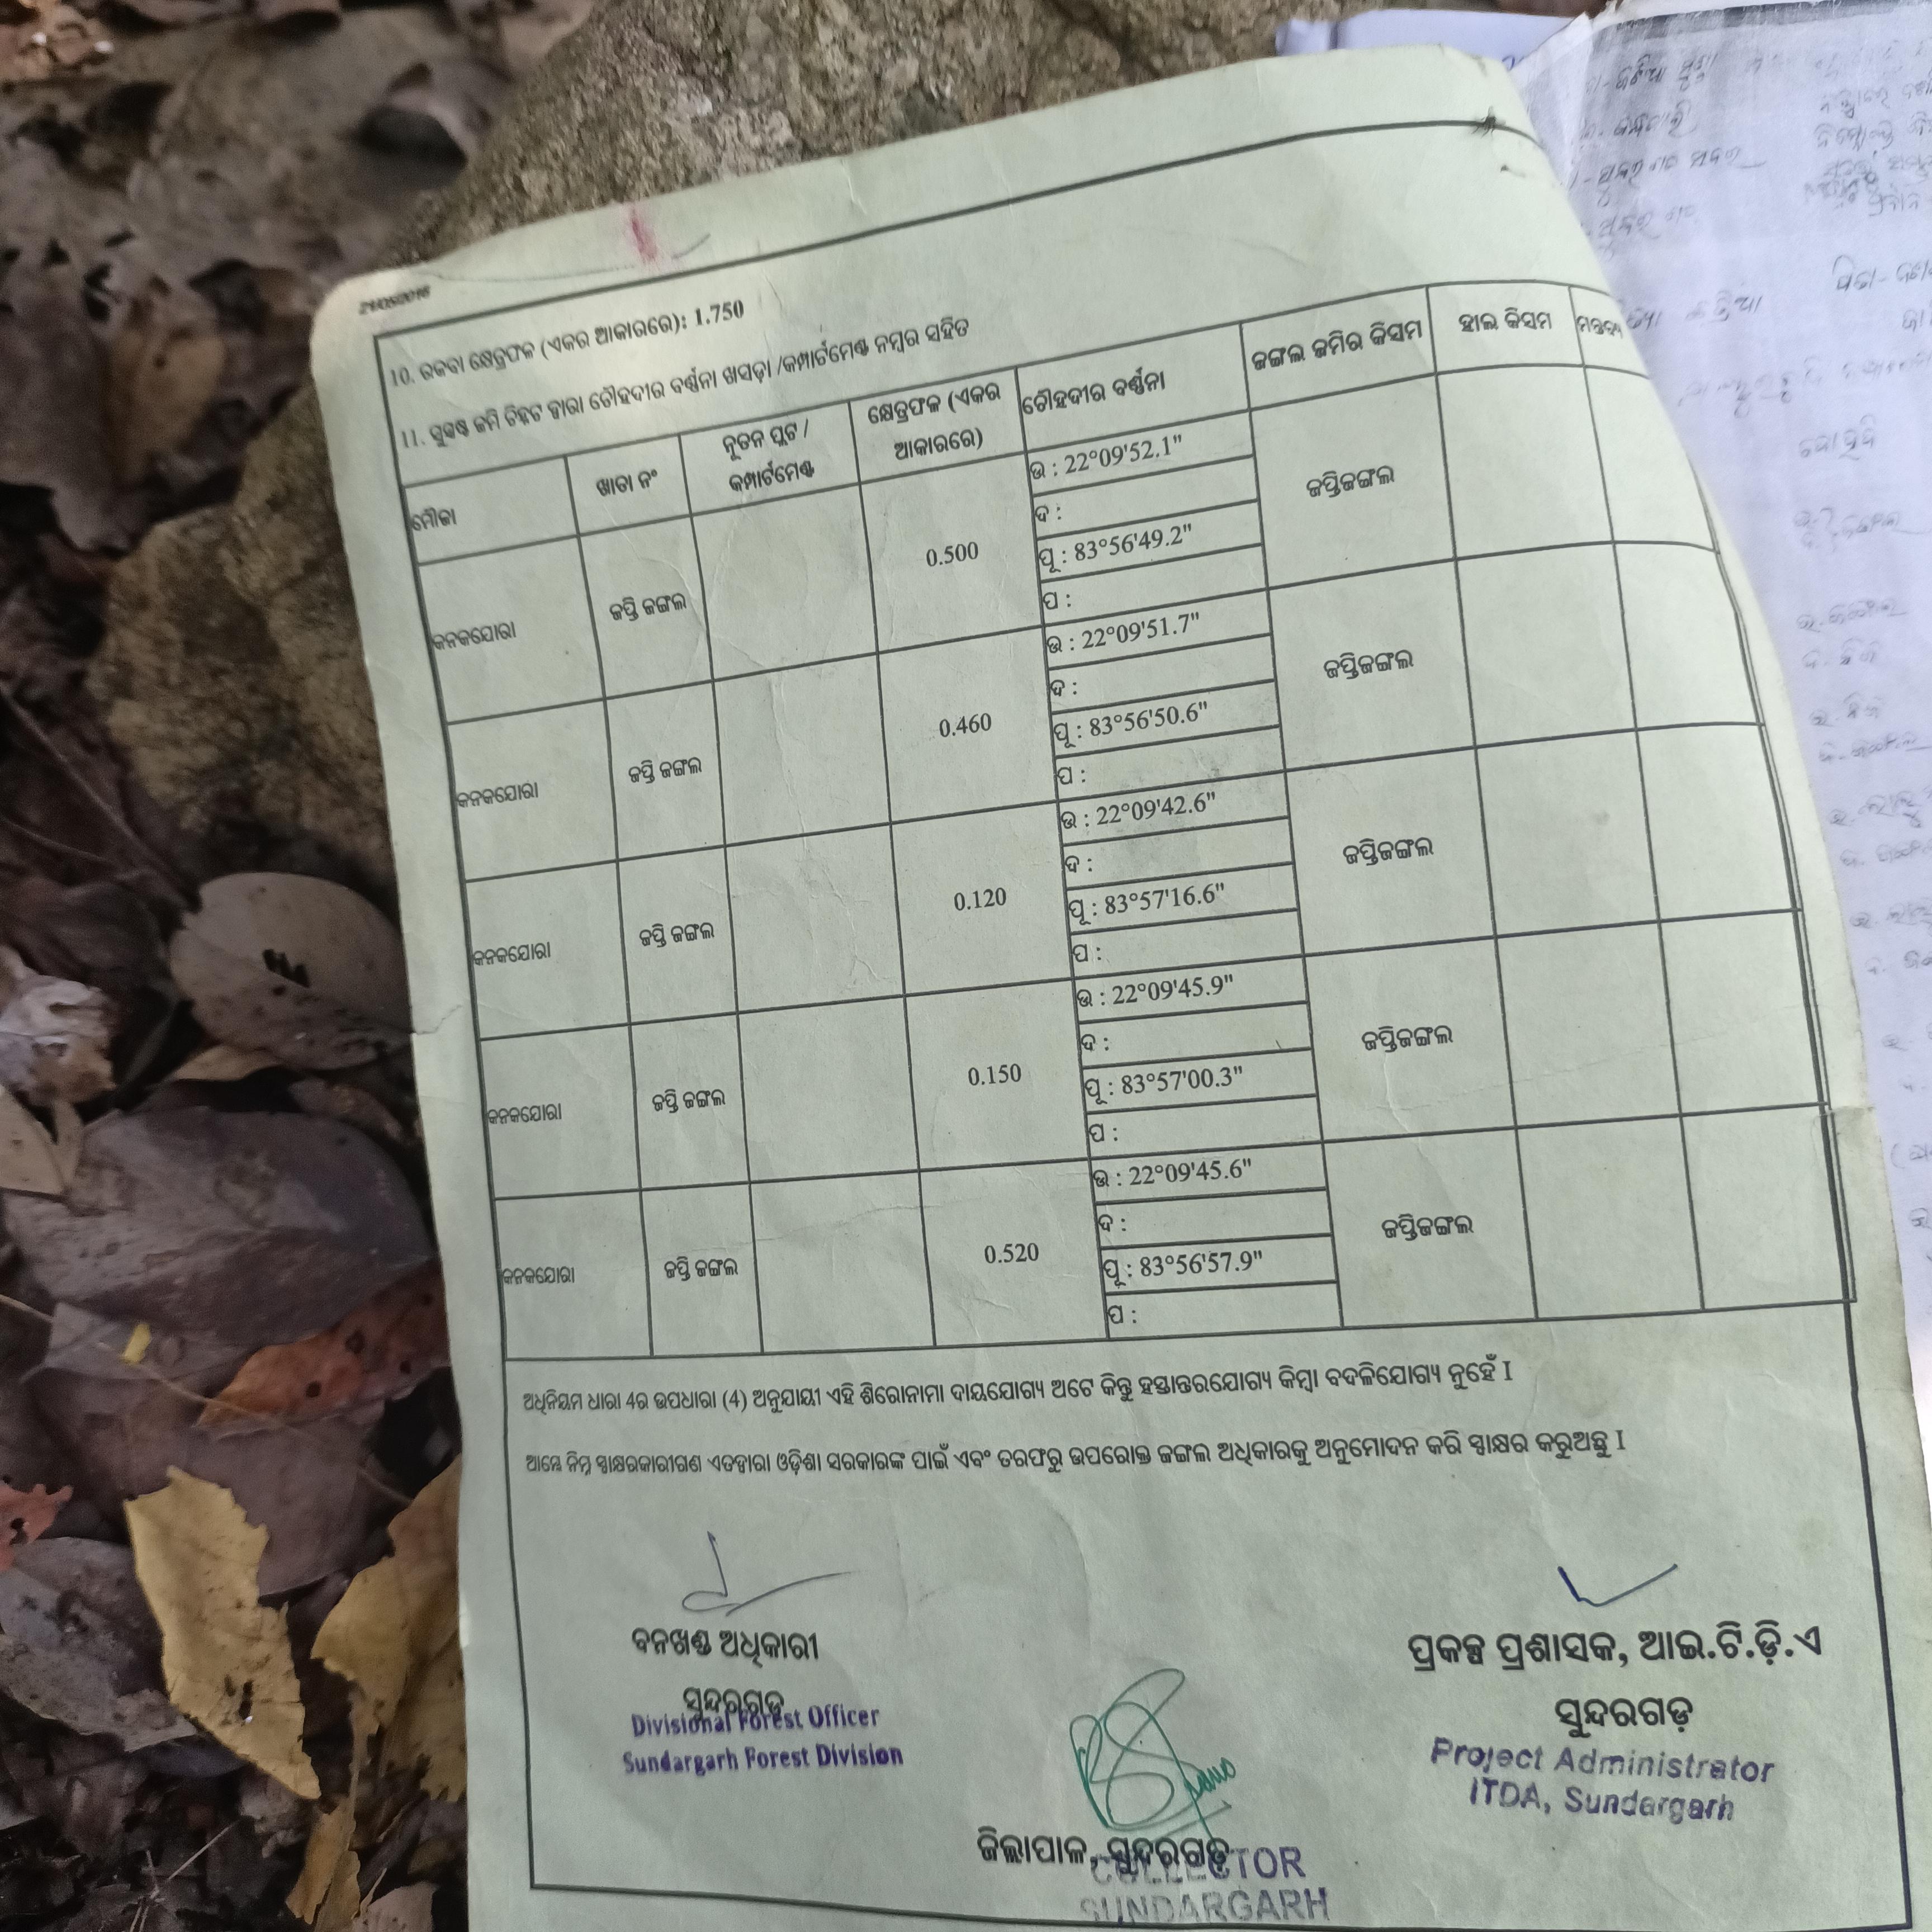 21/05/2016
10. ରକବା କ୍ଷେତ୍ରଫଳ (ଏକର ଆକାରରେ): 1.750
11. ସୁସ୍ପଷ୍ଟ ଜମି ଚିହ୍ନଟ ଦ୍ୱାରା ଚୌହଦୀର ବର୍ଣ୍ଣନା ଖସଡ଼ା /କମ୍ପାର୍ଟମେଣ୍ଟ ନମ୍ବର ସହିତ
ମୌଜା ଖାତା ନଂ ନୂତନ ପ୍ଲଟ / କମ୍ପାର୍ଟମେଣ୍ଟ କ୍ଷେତ୍ରଫଳ (ଏକର ଆକାରରେ) ଚୌହଦୀର ବର୍ଣ୍ଣନା ଜଙ୍ଗଲ ଜମିର କିସମ ହାଲ କିସମ ମନ୍ତବ୍ୟ
କନକଯୋରା ଜପ୍ତି ଜଙ୍ଗଲ 0.500 ଉ : 22°09'52.1" ଜପ୍ତିଜଙ୍ଗଲ
ଦ :
ପୂ : 83°56'49.2"
ପ :
କନକଯୋରା ଜପ୍ତି ଜଙ୍ଗଲ 0.460 ଉ : 22°09'51.7" ଜପ୍ତିଜଙ୍ଗଲ
ଦ :
ପୂ : 83°56'50.6"
ପ :
କନକଯୋରା ଜପ୍ତି ଜଙ୍ଗଲ 0.120 ଉ : 22°09'42.6" ଜପ୍ତିଜଙ୍ଗଲ
ଦ :
ପୂ : 83°57'16.6"
ପ :
କନକଯୋରା ଜପ୍ତି ଜଙ୍ଗଲ 0.150 ଉ : 22°09'45.9" ଜପ୍ତିଜଙ୍ଗଲ
ଦ :
ପୂ : 83°57'00.3"
ପ :
କନକଯୋରା ଜପ୍ତି ଜଙ୍ଗଲ 0.520 ଉ : 22°09'45.6" ଜପ୍ତିଜଙ୍ଗଲ
ଦ :
ପୂ : 83°56'57.9"
ପ :
ଅଧିନିୟମ ଧାରା 4ର ଉପଧାରା (4) ଅନୁଯାୟୀ ଏହି ଶିରୋନାମା ଦାୟଯୋଗ୍ୟ ଅଟେ କିନ୍ତୁ ହସ୍ତାନ୍ତରଯୋଗ୍ୟ କିମ୍ବା ବଦଳିଯୋଗ୍ୟ ନୁହେଁ I
ଆମ୍ଭେ ନିମ୍ନ ସ୍ୱାକ୍ଷରକାରୀଗଣ ଏତଦ୍ୱାରା ଓଡ଼ିଶା ସରକାରଙ୍କ ପାଇଁ ଏବଂ ତରଫରୁ ଉପରୋକ୍ତ ଜଙ୍ଗଲ ଅଧିକାରକୁ ଅନୁମୋଦନ କରି ସ୍ୱାକ୍ଷର କରୁଅଛୁ I
ବନଖଣ୍ଡ ଅଧିକାରୀ
ସୁନ୍ଦରଗଡ଼
Divisional Forest Officer
Sundargarh Forest Division
ପ୍ରକଳ୍ପ ପ୍ରଶାସକ, ଆଇ.ଟି.ଡ଼ି.ଏ
ସୁନ୍ଦରଗଡ଼
Project Administrator
ITDA, Sundargarh
ଜିଲ୍ଲାପାଳ, ସୁନ୍ଦରଗଡ଼
COLLECTOR
SUNDARGARH